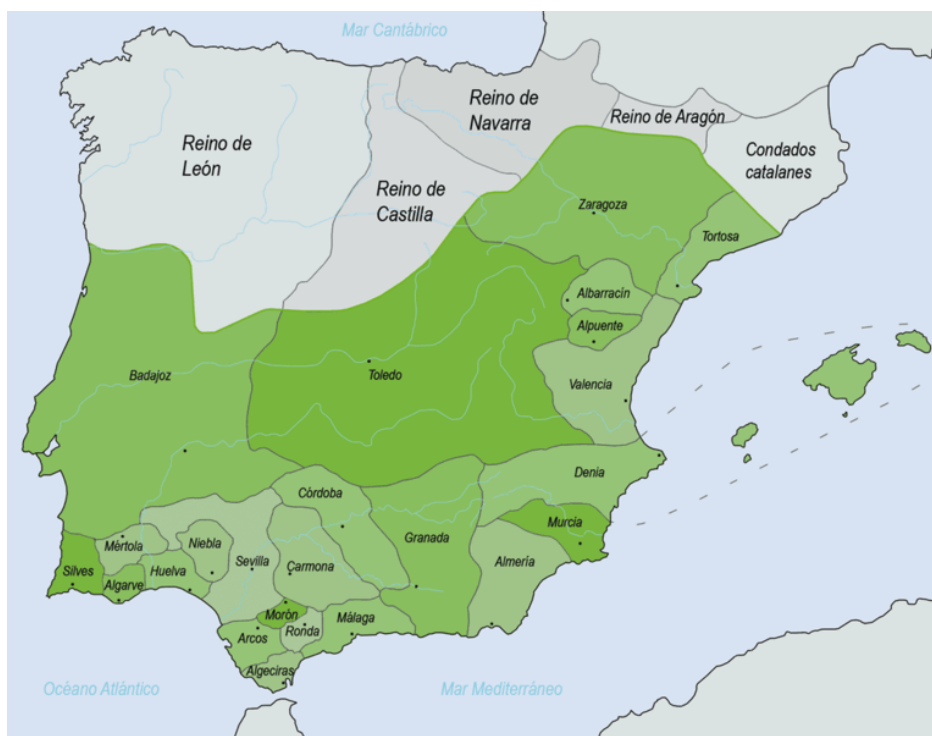 Mar Cantábrico
Reino de
Navarra
Reino de Aragón
Reino de
León
Condados
catalanes
Reino de
Castilla
Zaragoza
Tortosa
Albarracín
Alpuente
Badajoz
Toledo
Valencia
Denia
Córdoba
Murcia
Granada
Mèrtola
Niebla
Sevilla
Carmona
Almería
Silves
Algarve
Huelva
Morón
Málaga
Ronda
Arcos
Algeciras
Océano Atlántico
Mar Mediterráneo